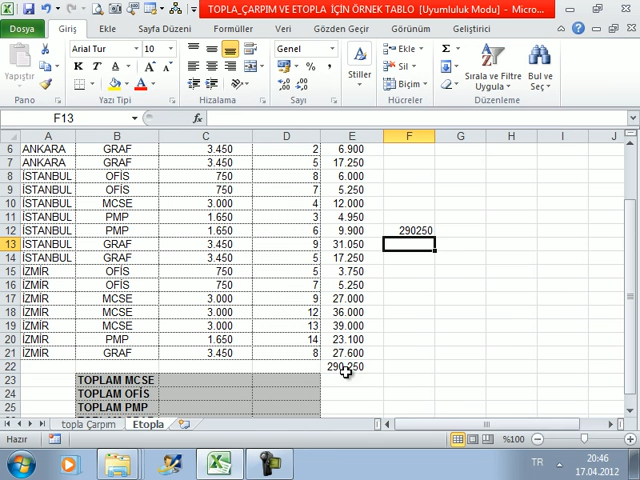 TOPLA_ÇARPIM VE ETOPLA İÇİN ÖRNEK TABLO [Uyumluluk Modu] - Micro...
Dosya Giriş Ekle Sayfa Düzeni Formüller Veri Gözden Geçir Görünüm Geliştirici
Yapıştır
Pano
Arial Tur 10
K T A
Yazı Tipi
Hizalama
Genel
% ,
Sayı
Stiller
Ekle
Sil
Biçim
Hücreler
Σ
Sırala ve Filtre Uygula
Bul ve Seç
Düzenleme
F13 fx
A B C D E F G H I J
6 ANKARA GRAF 3.450 2 6.900
7 ANKARA GRAF 3.450 5 17.250
8 İSTANBUL OFİS 750 8 6.000
9 İSTANBUL OFİS 750 7 5.250
10 İSTANBUL MCSE 3.000 4 12.000
11 İSTANBUL PMP 1.650 3 4.950
12 İSTANBUL PMP 1.650 6 9.900 290250
13 İSTANBUL GRAF 3.450 9 31.050
14 İSTANBUL GRAF 3.450 5 17.250
15 İZMİR OFİS 750 5 3.750
16 İZMİR OFİS 750 7 5.250
17 İZMİR MCSE 3.000 9 27.000
18 İZMİR MCSE 3.000 12 36.000
19 İZMİR MCSE 3.000 13 39.000
20 İZMİR PMP 1.650 14 23.100
21 İZMİR GRAF 3.450 8 27.600
22 290.250
23 TOPLAM MCSE
24 TOPLAM OFİS
25 TOPLAM PMP
topla Çarpım Etopla
Hazır %100
TR 20:46
17.04.2012